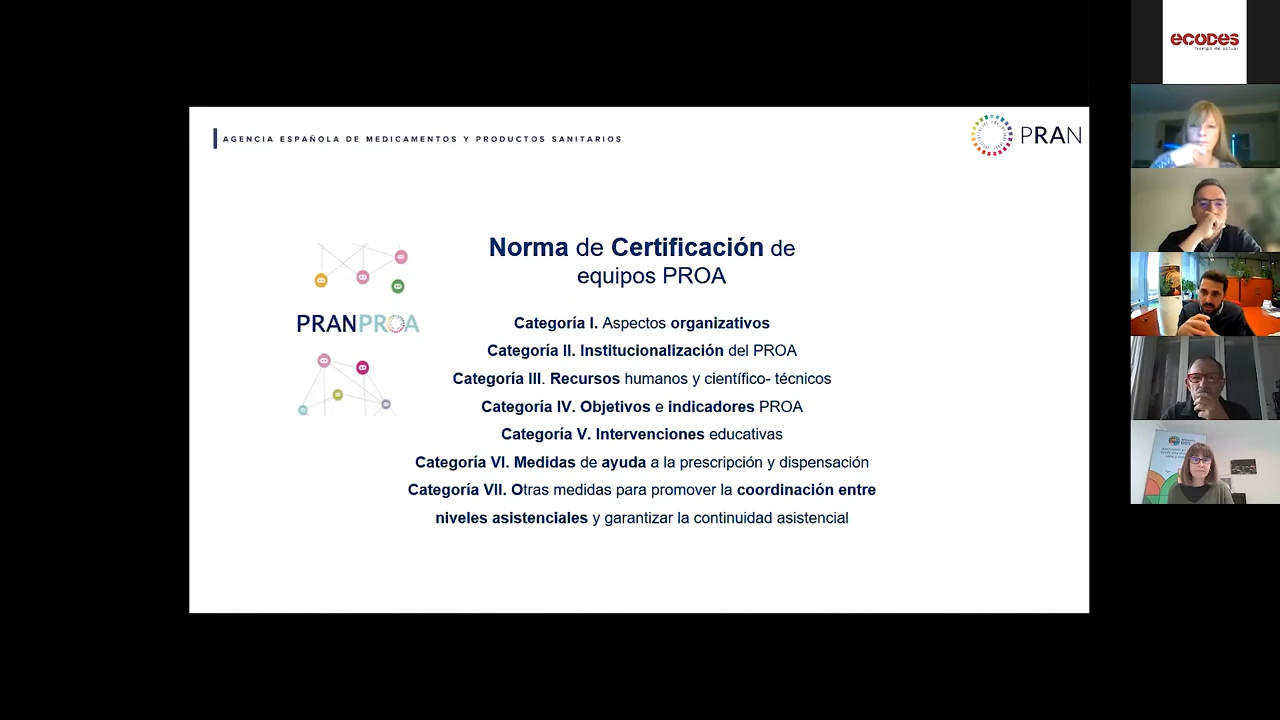 AGENCIA ESPAÑOLA DE MEDICAMENTOS Y PRODUCTOS SANITARIOS
PRAN
Norma de Certificación de
equipos PROA
PRANPROA
Categoría I. Aspectos organizativos
Categoría II. Institucionalización del PROA
Categoría III. Recursos humanos y científico- técnicos
Categoría IV. Objetivos e indicadores PROA
Categoría V. Intervenciones educativas
Categoría VI. Medidas de ayuda a la prescripción y dispensación
Categoría VII. Otras medidas para promover la coordinación entre
niveles asistenciales y garantizar la continuidad asistencial
ecodes
tiempo de actuar